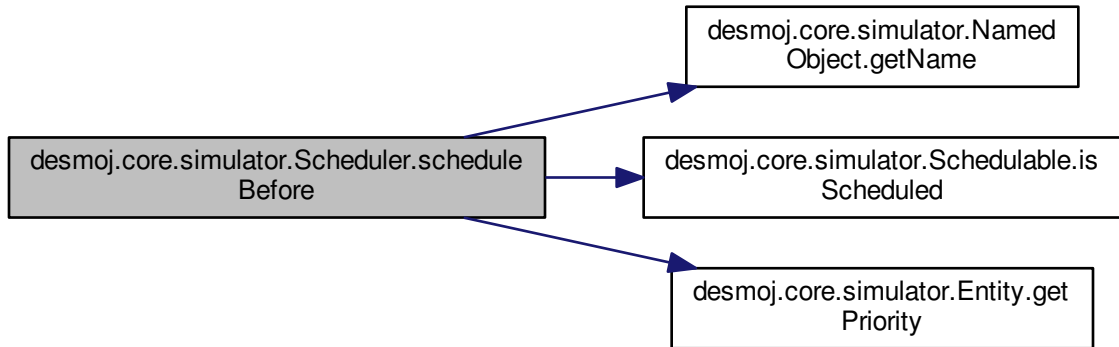 desmoj.core.simulator.Named
Object.getName
desmoj.core.simulator.Scheduler.schedule
Before
desmoj.core.simulator.Schedulable.is
Scheduled
desmoj.core.simulator.Entity.get
Priority